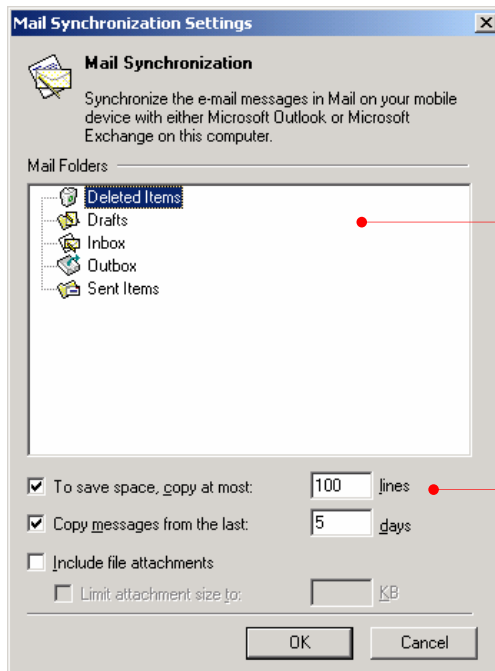 Mail Synchronization Settings
Mail Synchronization
Synchronize the e-mail messages in Mail on your mobile
device with either Microsoft Outlook or Microsoft
Exchange on this computer.
Mail Folders
Deleted Items
Drafts
Inbox
Outbox
Sent Items
To save space, copy at most: 100 lines
Copy messages from the last: 5 days
Include file attachments
Limit attachment size to: KB
OK Cancel